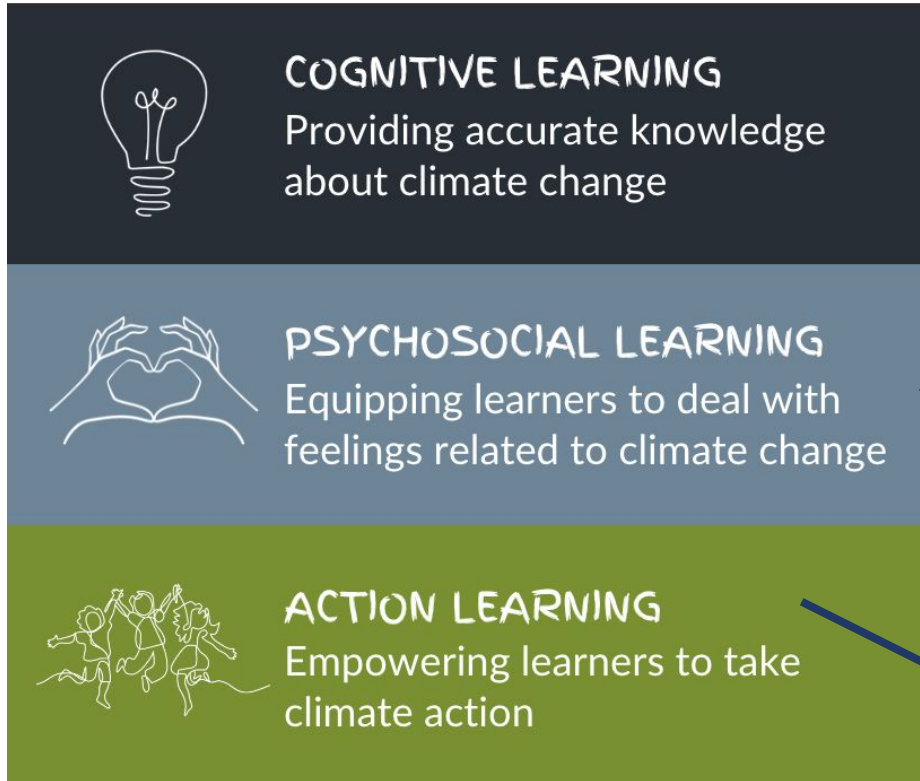 COGNITIVE LEARNING
Providing accurate knowledge
about climate change
PSYCHOSOCIAL LEARNING
Equipping learners to deal with
feelings related to climate change
ACTION LEARNING
Empowering learners to take
climate action